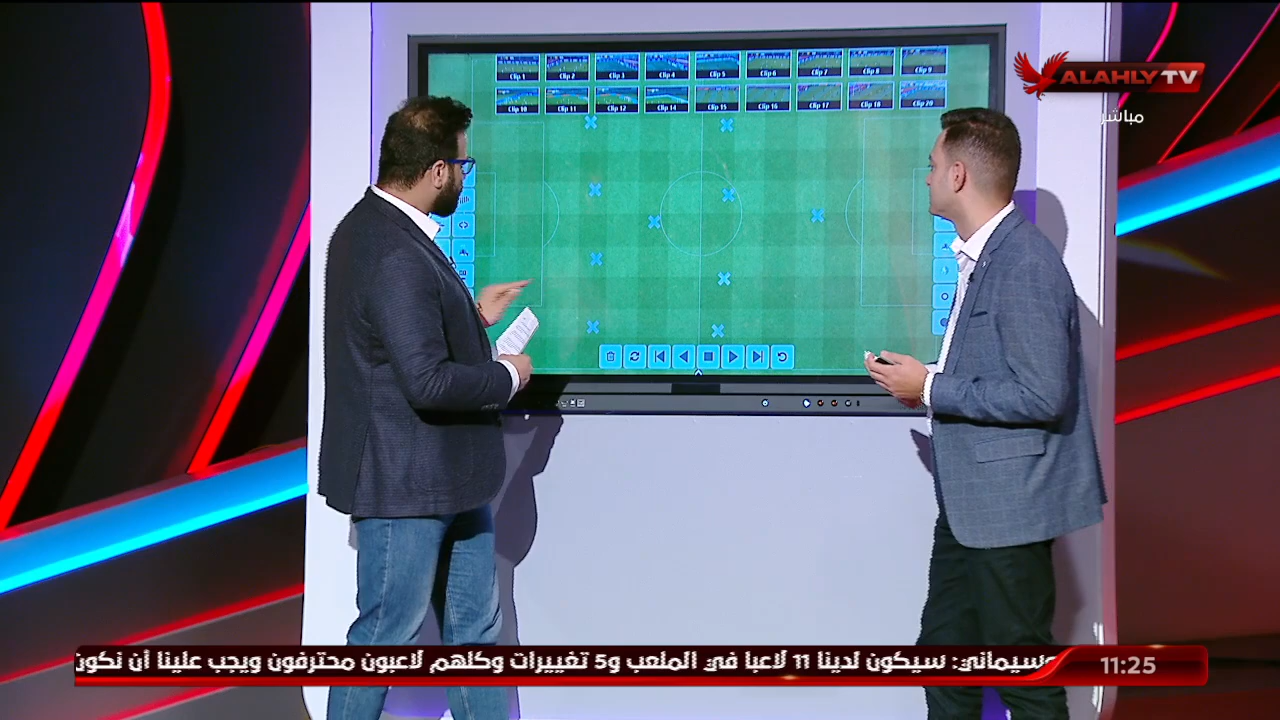 Clip 1 Clip 2 Clip 3 Clip 4 Clip 5 Clip 6 Clip 7 Clip 8 Clip 9
Clip 10 Clip 11 Clip 12 Clip 14 Clip 15 Clip 16 Clip 17 Clip 18 Clip 20
ALAHLY TV
مباشر
وسيماني: سيكون لدينا 11 لاعبا في الملعب و5 تغييرات وكلهم لاعبون محترفون ويجب علينا أن نكون
11:25